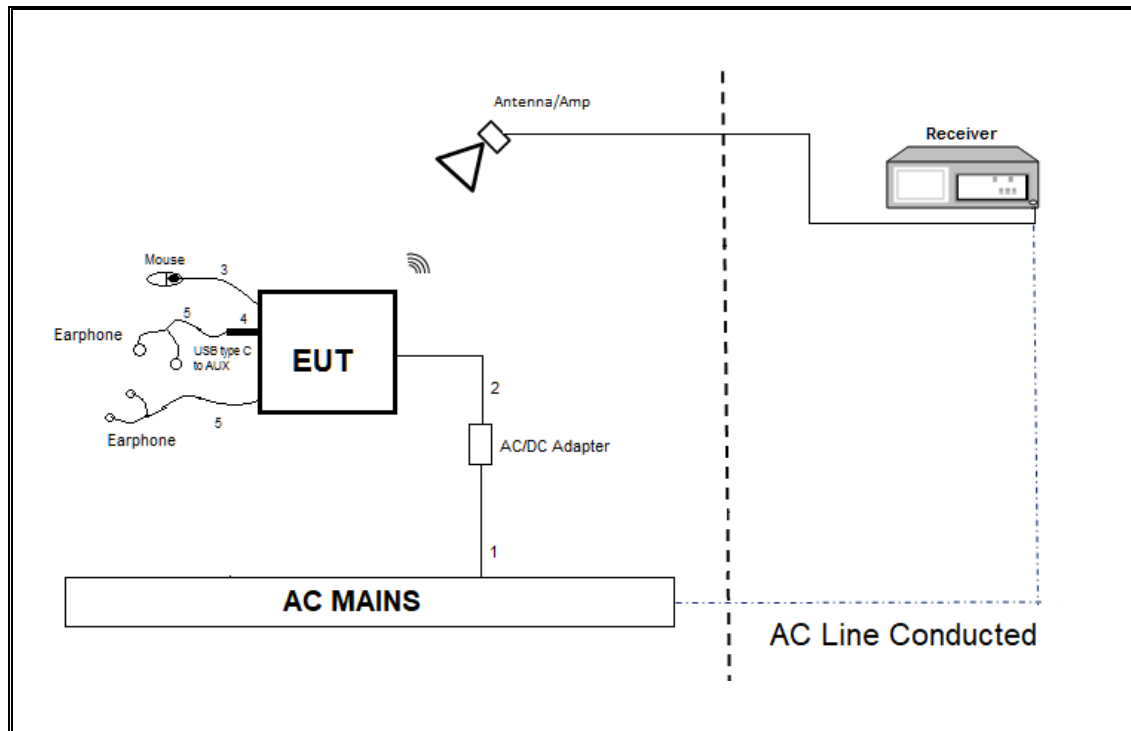 Antenna/Amp
Receiver
Mouse
3
5
4
Earphone
USB type C
to AUX
EUT
2
5
Earphone
AC/DC Adapter
1
AC MAINS
AC Line Conducted